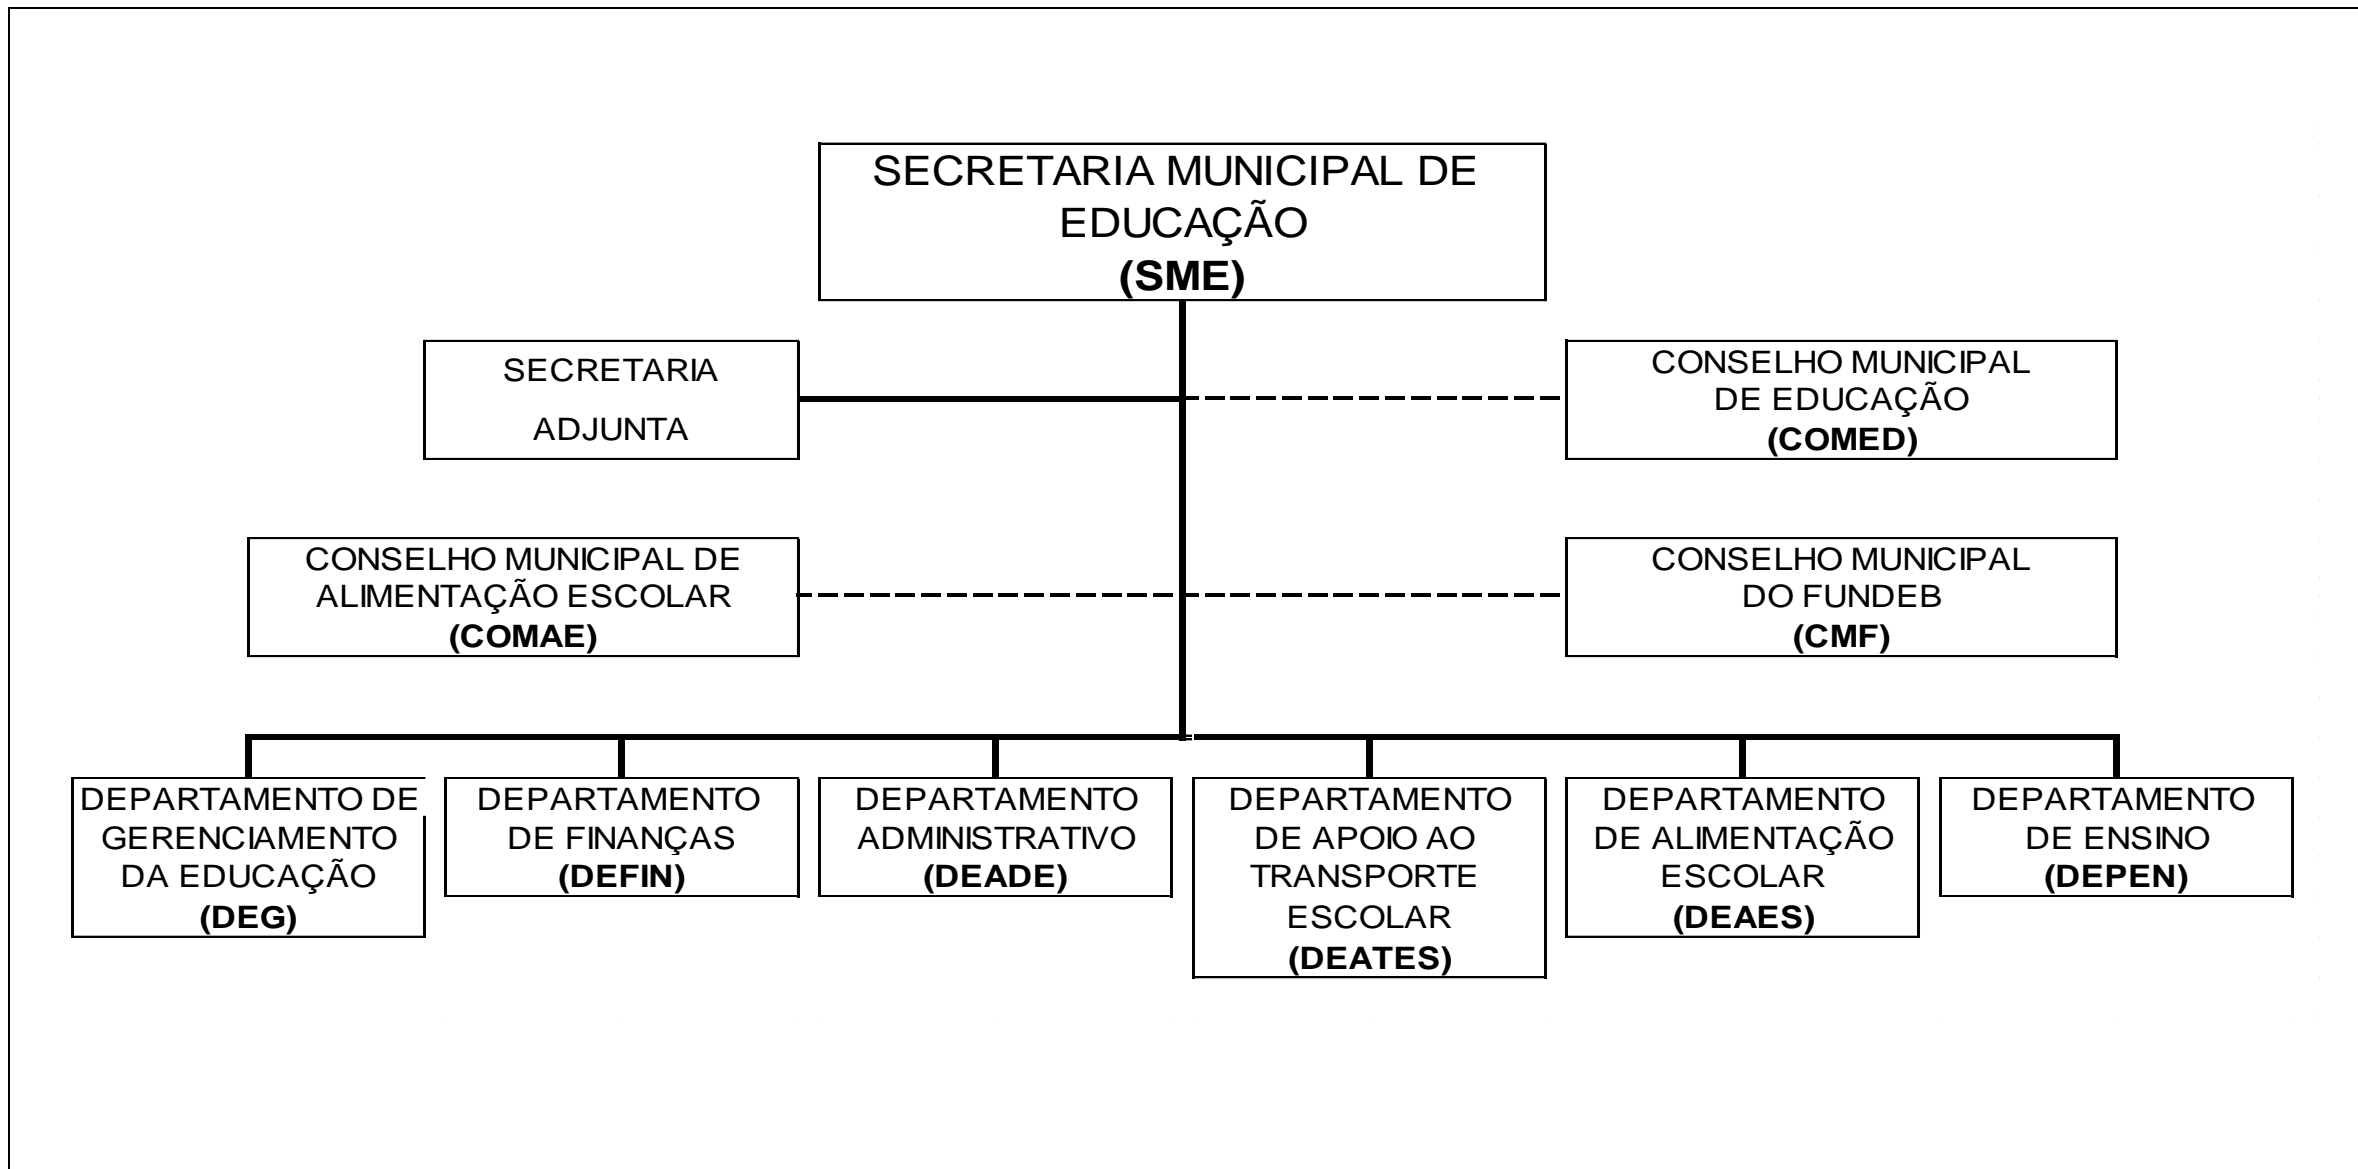 SECRETARIA MUNICIPAL DE
EDUCAÇÃO
(SME)
SECRETARIA
ADJUNTA
CONSELHO MUNICIPAL
DE EDUCAÇÃO
(COMED)
CONSELHO MUNICIPAL DE
ALIMENTAÇÃO ESCOLAR
(COMAE)
CONSELHO MUNICIPAL
DO FUNDEB
(CMF)
DEPARTAMENTO DE
GERENCIAMENTO
DA EDUCAÇÃO
(DEG)
DEPARTAMENTO
DE FINANÇAS
(DEFIN)
DEPARTAMENTO
ADMINISTRATIVO
(DEADE)
DEPARTAMENTO
DE APOIO AO
TRANSPORTE
ESCOLAR
(DEATES)
DEPARTAMENTO
DE ALIMENTAÇÃO
ESCOLAR
(DEAES)
DEPARTAMENTO
DE ENSINO
(DEPEN)